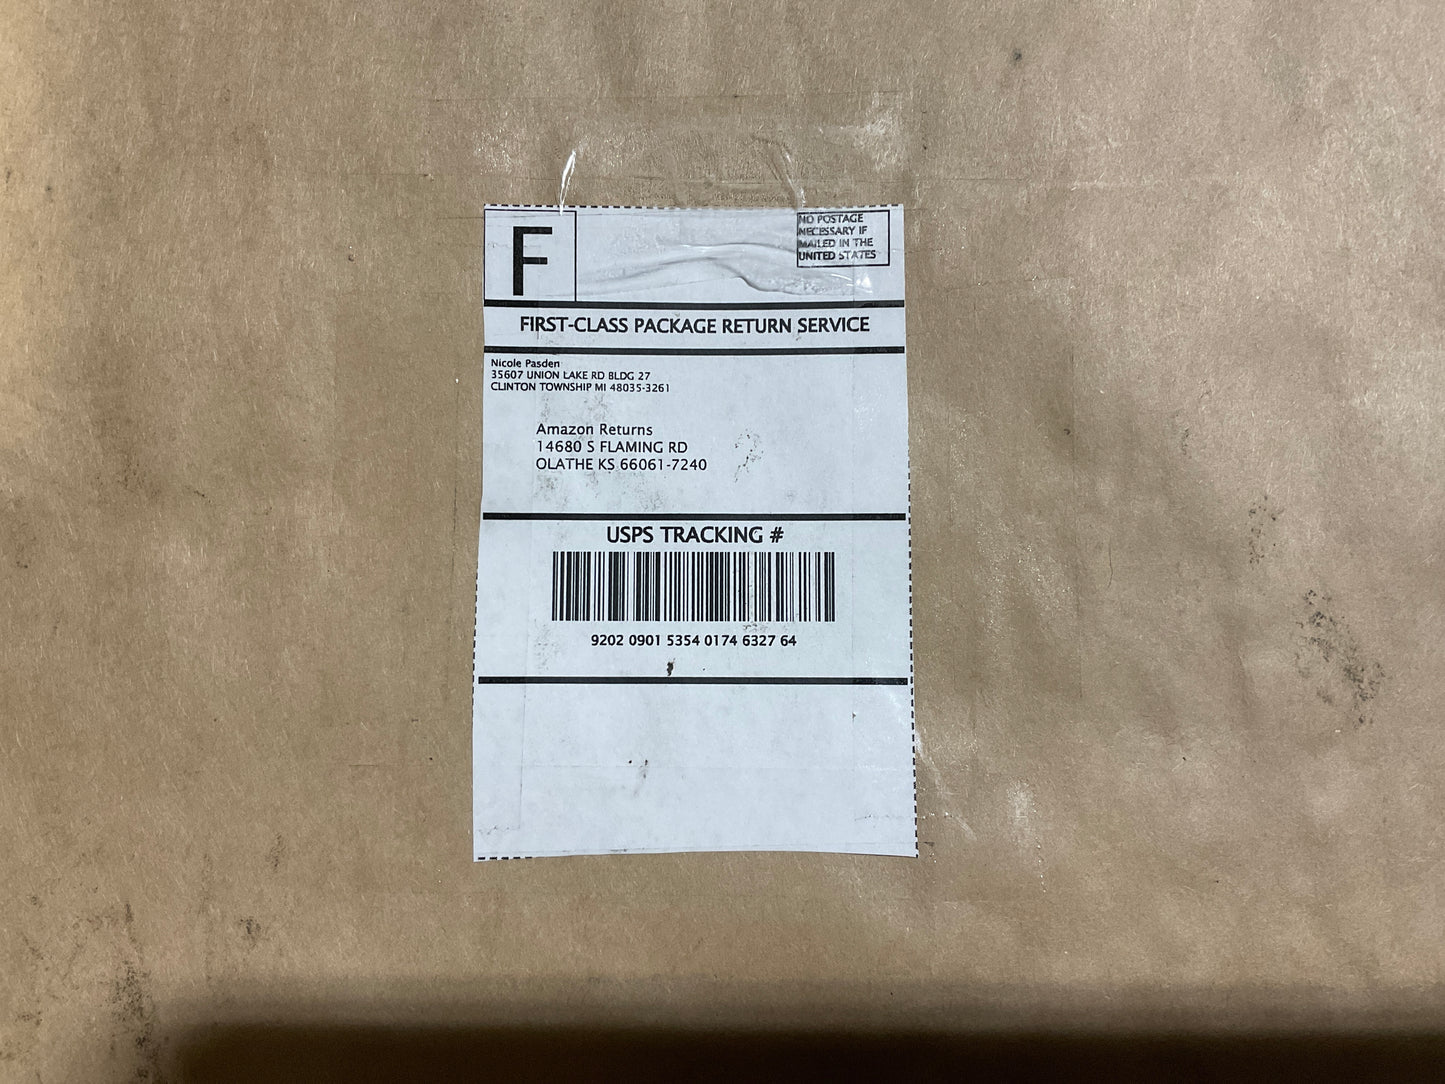 F
NO POSTAGE
NECESSARY IF
MAILED IN THE
UNITED STATES
FIRST-CLASS PACKAGE RETURN SERVICE
Nicole Pasden
35607 UNION LAKE RD BLDG 27
CLINTON TOWNSHIP MI 48035-3261
Amazon Returns
14680 S FLAMING RD
OLATHE KS 66061-7240
USPS TRACKING #
9202 0901 5354 0174 6327 64